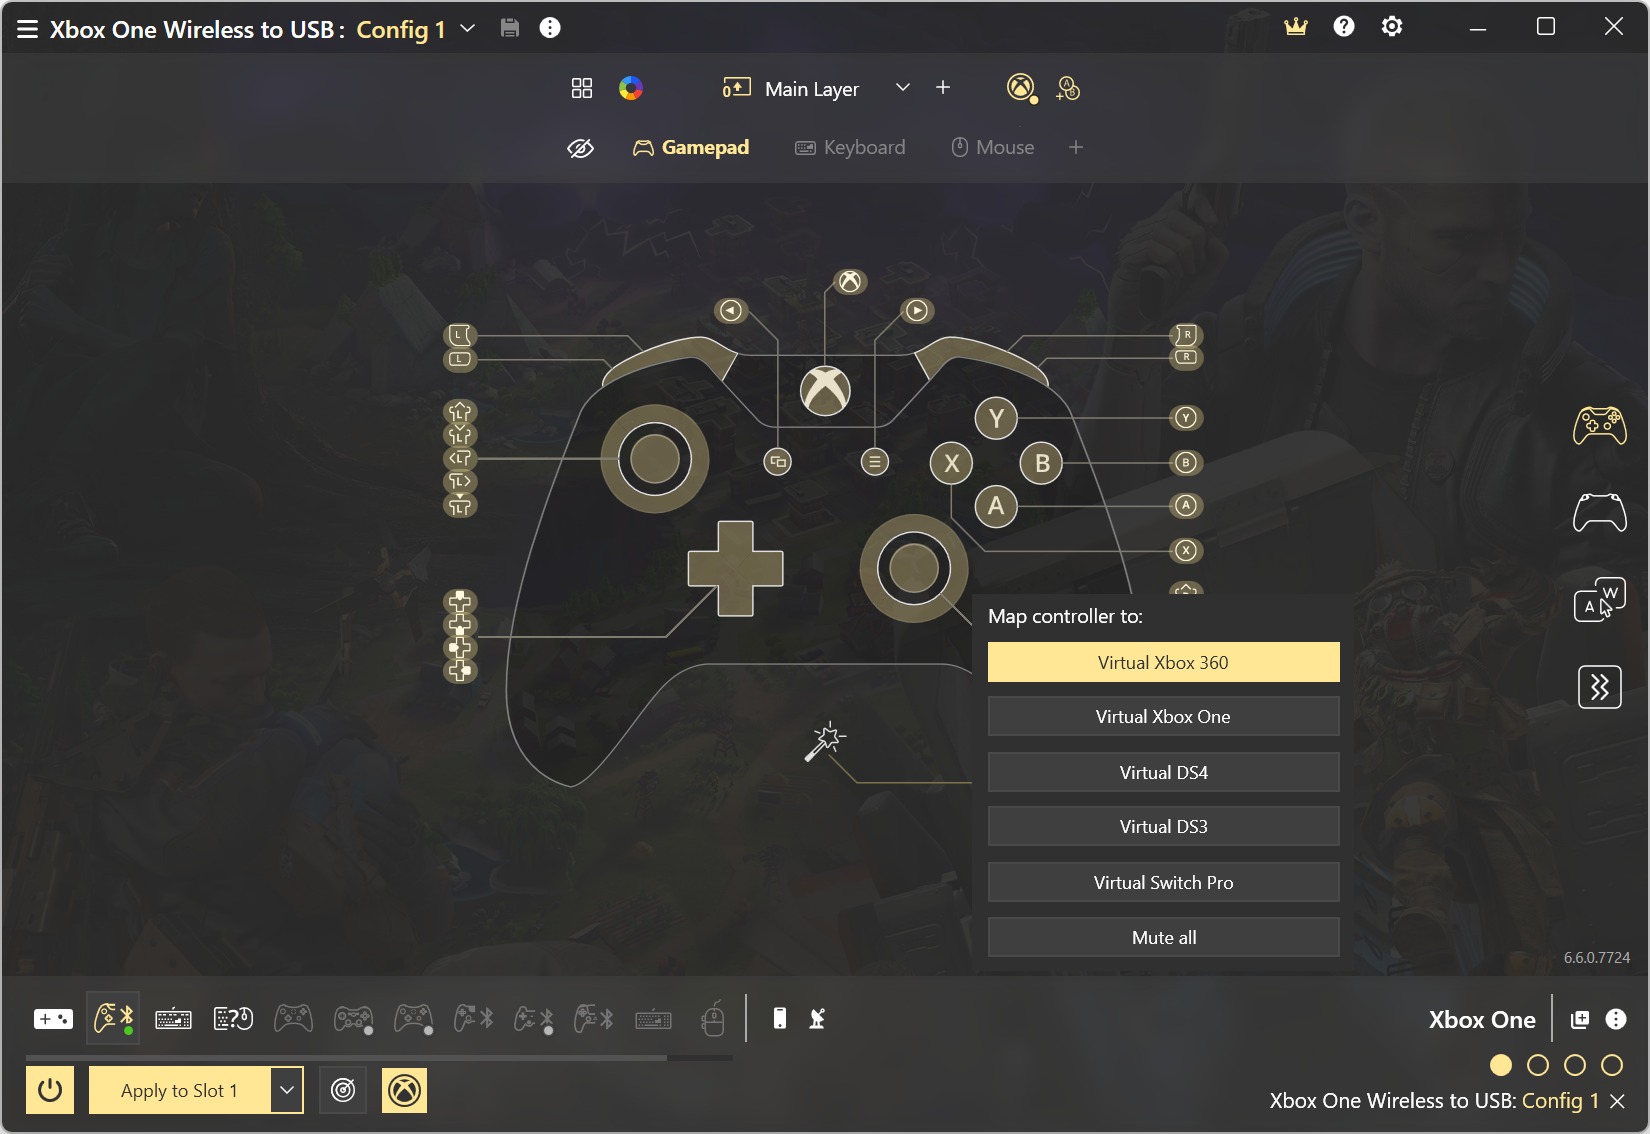 Xbox One Wireless to USB: Config 1
Main Layer
Gamepad Keyboard Mouse
L
L
R
R
Y
Y
X
X
B
B
A
A
L
L
L
L
L
W
A
Map controller to:
Virtual Xbox 360
Virtual Xbox One
Virtual DS4
Virtual DS3
Virtual Switch Pro
Mute all
6.6.0.7724
Xbox One
Apply to Slot 1
Xbox One Wireless to USB: Config 1